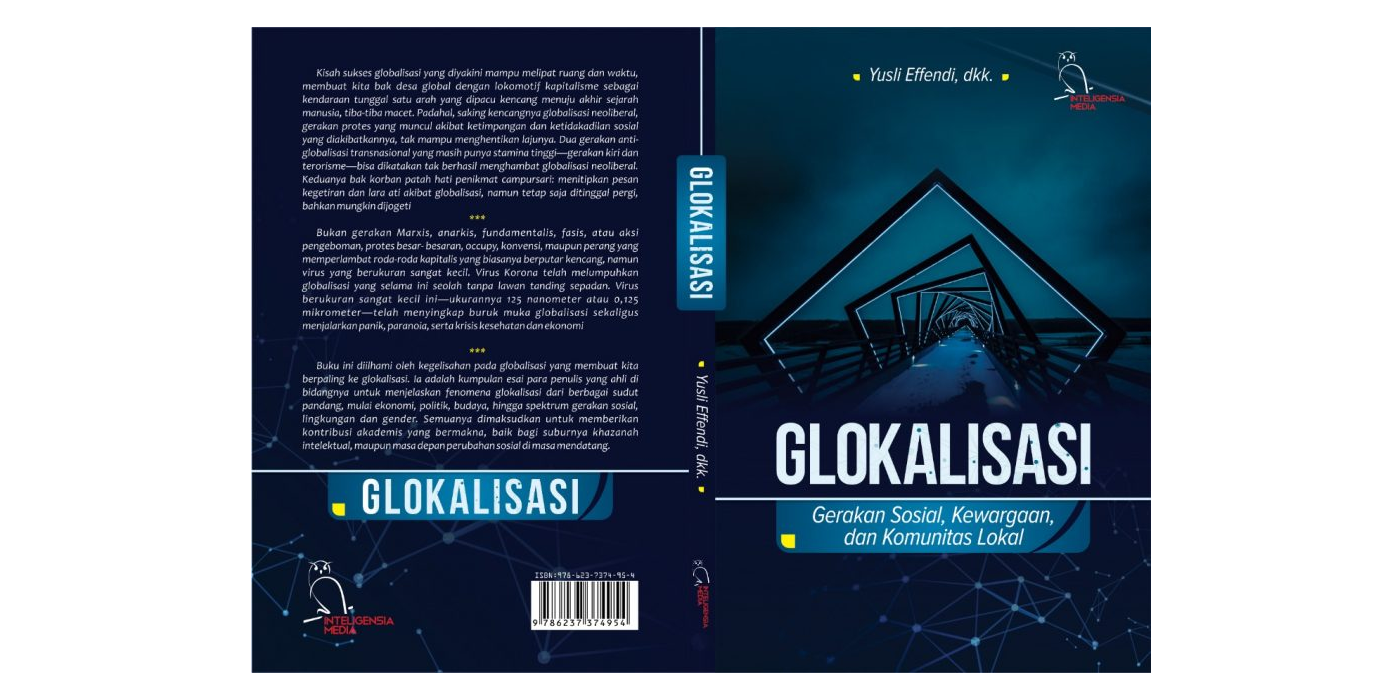 Kisah sukses globalisasi yang diyakini mampu melipat ruang dan waktu,
membuat kita bak desa global dengan lokomotif kapitalisme sebagai
kendaraan tunggal satu arah yang dipacu kencang menuju akhir sejarah
manusia, tiba-tiba macet. Padahal, saking kencangnya globalisasi neoliberal,
gerakan protes yang muncul akibat ketimpangan dan ketidakadilan sosial
yang diakibatkannya, tak mampu menghentikan lajunya. Dua gerakan anti-
globalisasi transnasional yang masih punya stamina tinggi—gerakan kiri dan
terorisme—bisa dikatakan tak berhasil menghambat globalisasi neoliberal.
Keduanya bak korban patah hati penikmat campursari: menitipkan pesan
kegetiran dan lara ati akibat globalisasi, namun tetap saja ditinggal pergi,
bahkan mungkin dijogeti
***
Bukan gerakan Marxis, anarkis, fundamentalis, fasis, atau aksi
pengeboman, protes besar- besaran, occupy, konvensi, maupun perang yang
memperlambat roda-roda kapitalis yang biasanya berputar kencang, namun
virus yang berukuran sangat kecil. Virus Korona telah melumpuhkan
globalisasi yang selama ini seolah tanpa lawan tanding sepadan. Virus
berukuran sangat kecil ini—ukurannya 125 nanometer atau 0,125
mikrometer—telah menyingkap buruk muka globalisasi sekaligus
menjalarkan panik, paranoia, serta krisis kesehatan dan ekonomi
***
Buku ini diilhami oleh kegelisahan pada globalisasi yang membuat kita
berpaling ke glokalisasi. Ia adalah kumpulan esai para penulis yang ahli di
bidangnya untuk menjelaskan fenomena glokalisasi dari berbagai sudut
pandang, mulai ekonomi, politik, budaya, hingga spektrum gerakan sosial,
lingkungan dan gender. Semuanya dimaksudkan untuk memberikan
kontribusi akademis yang bermakna, baik bagi suburnya khazanah
intelektual, maupun masa depan perubahan sosial di masa mendatang.
GLOKALISASI
INTELIGENSIA
MEDIA
ISBN:978-623-7374-95-4
9 786237 374954
GLOKALISASI
Yusli Effendi, dkk.
INTELIGENSIA
MEDIA
Yusli Effendi, dkk.
INTELIGENSIA
MEDIA
GLOKALISASI
Gerakan Sosial, Kewargaan,
dan Komunitas Lokal